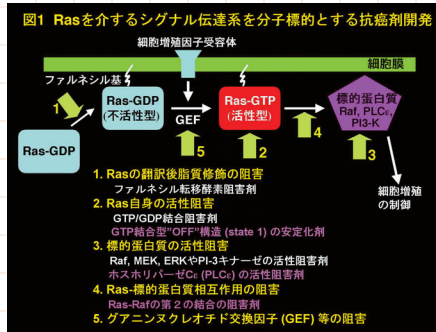 図1 Rasを介するシグナル伝達系を分子標的とする抗癌剤開発
細胞増殖因子受容体
細胞膜
ファルネシル基
1
Ras-GDP
Ras-GDP
(不活性型)
GEF
5
Ras-GTP
(活性型)
2
4
標的蛋白質
Raf, PLCε,
PI3-K
3
細胞増殖
の制御
1. Rasの翻訳後脂質修飾の阻害
ファルネシル転移酵素阻害剤
2. Ras自身の活性阻害
GTP/GDP結合阻害剤
GTP結合型"OFF"構造 (state 1) の安定化剤
3. 標的蛋白質の活性阻害
Raf, MEK, ERKやPI-3キナーゼの活性阻害剤
ホスホリパーゼCε (PLCε) の活性阻害剤
4. Ras-標的蛋白質相互作用の阻害
Ras-Rafの第2の結合の阻害剤
5. グアニンヌクレオチド交換因子 (GEF) 等の阻害